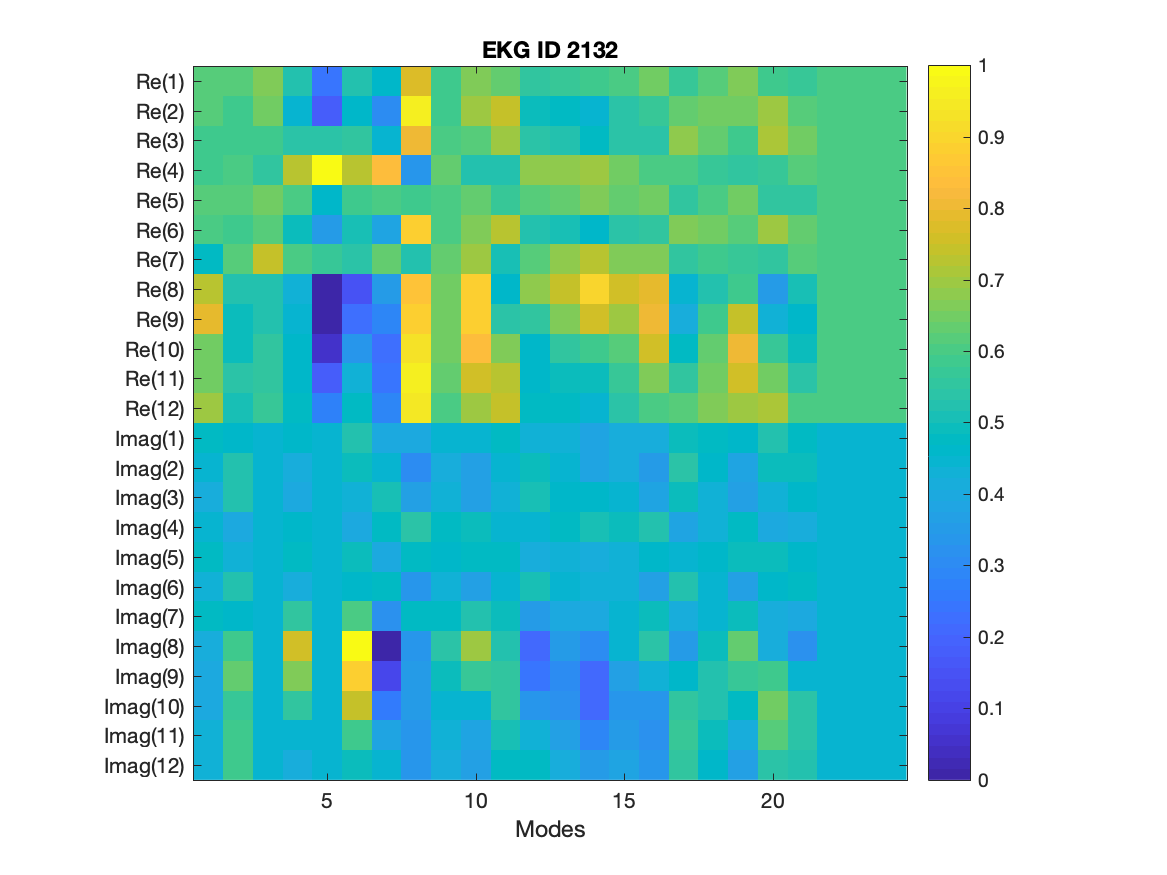 EKG ID 2132
Re(1)
Re(2)
Re(3)
Re(4)
Re(5)
Re(6)
Re(7)
Re(8)
Re(9)
Re(10)
Re(11)
Re(12)
Imag(1)
Imag(2)
Imag(3)
Imag(4)
Imag(5)
Imag(6)
Imag(7)
Imag(8)
Imag(9)
Imag(10)
Imag(11)
Imag(12)
5 10 15 20
Modes
1
0.9
0.8
0.7
0.6
0.5
0.4
0.3
0.2
0.1
0